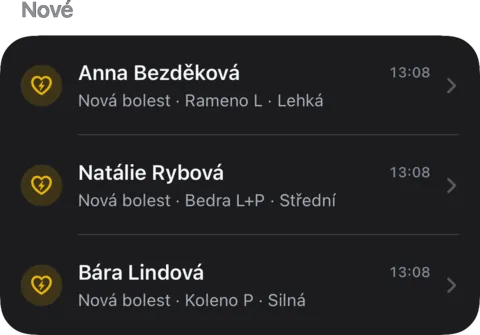 Nové
Anna Bezděková
13:08
Nová bolest · Rameno L · Lehká
Natálie Rybová
13:08
Nová bolest · Bedra L+P · Střední
Bára Lindová
13:08
Nová bolest · Koleno P · Silná